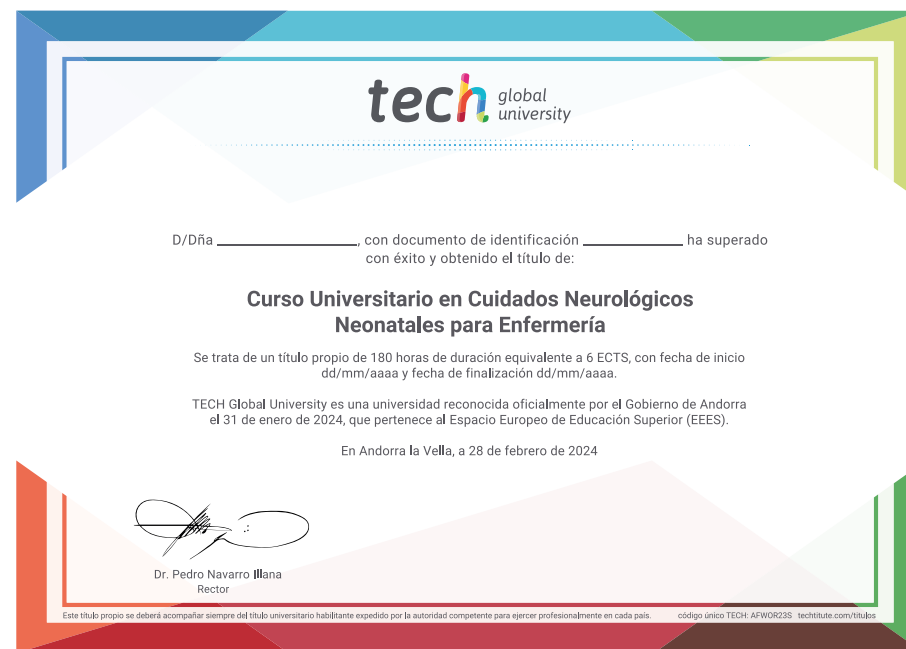 tech global university
D/Dña ____________________, con documento de identificación ______________ ha superado
con éxito y obtenido el título de:
Curso Universitario en Cuidados Neurológicos
Neonatales para Enfermería
Se trata de un título propio de 180 horas de duración equivalente a 6 ECTS, con fecha de inicio
dd/mm/aaaa y fecha de finalización dd/mm/aaaa.
TECH Global University es una universidad reconocida oficialmente por el Gobierno de Andorra
el 31 de enero de 2024, que pertenece al Espacio Europeo de Educación Superior (EEES).
En Andorra la Vella, a 28 de febrero de 2024
Dr. Pedro Navarro Illana
Rector
Este título propio se deberá acompañar siempre del título universitario habilitante expedido por la autoridad competente para ejercer profesionalmente en cada país. código único TECH: AFWOR23S techtitute.com/titulos